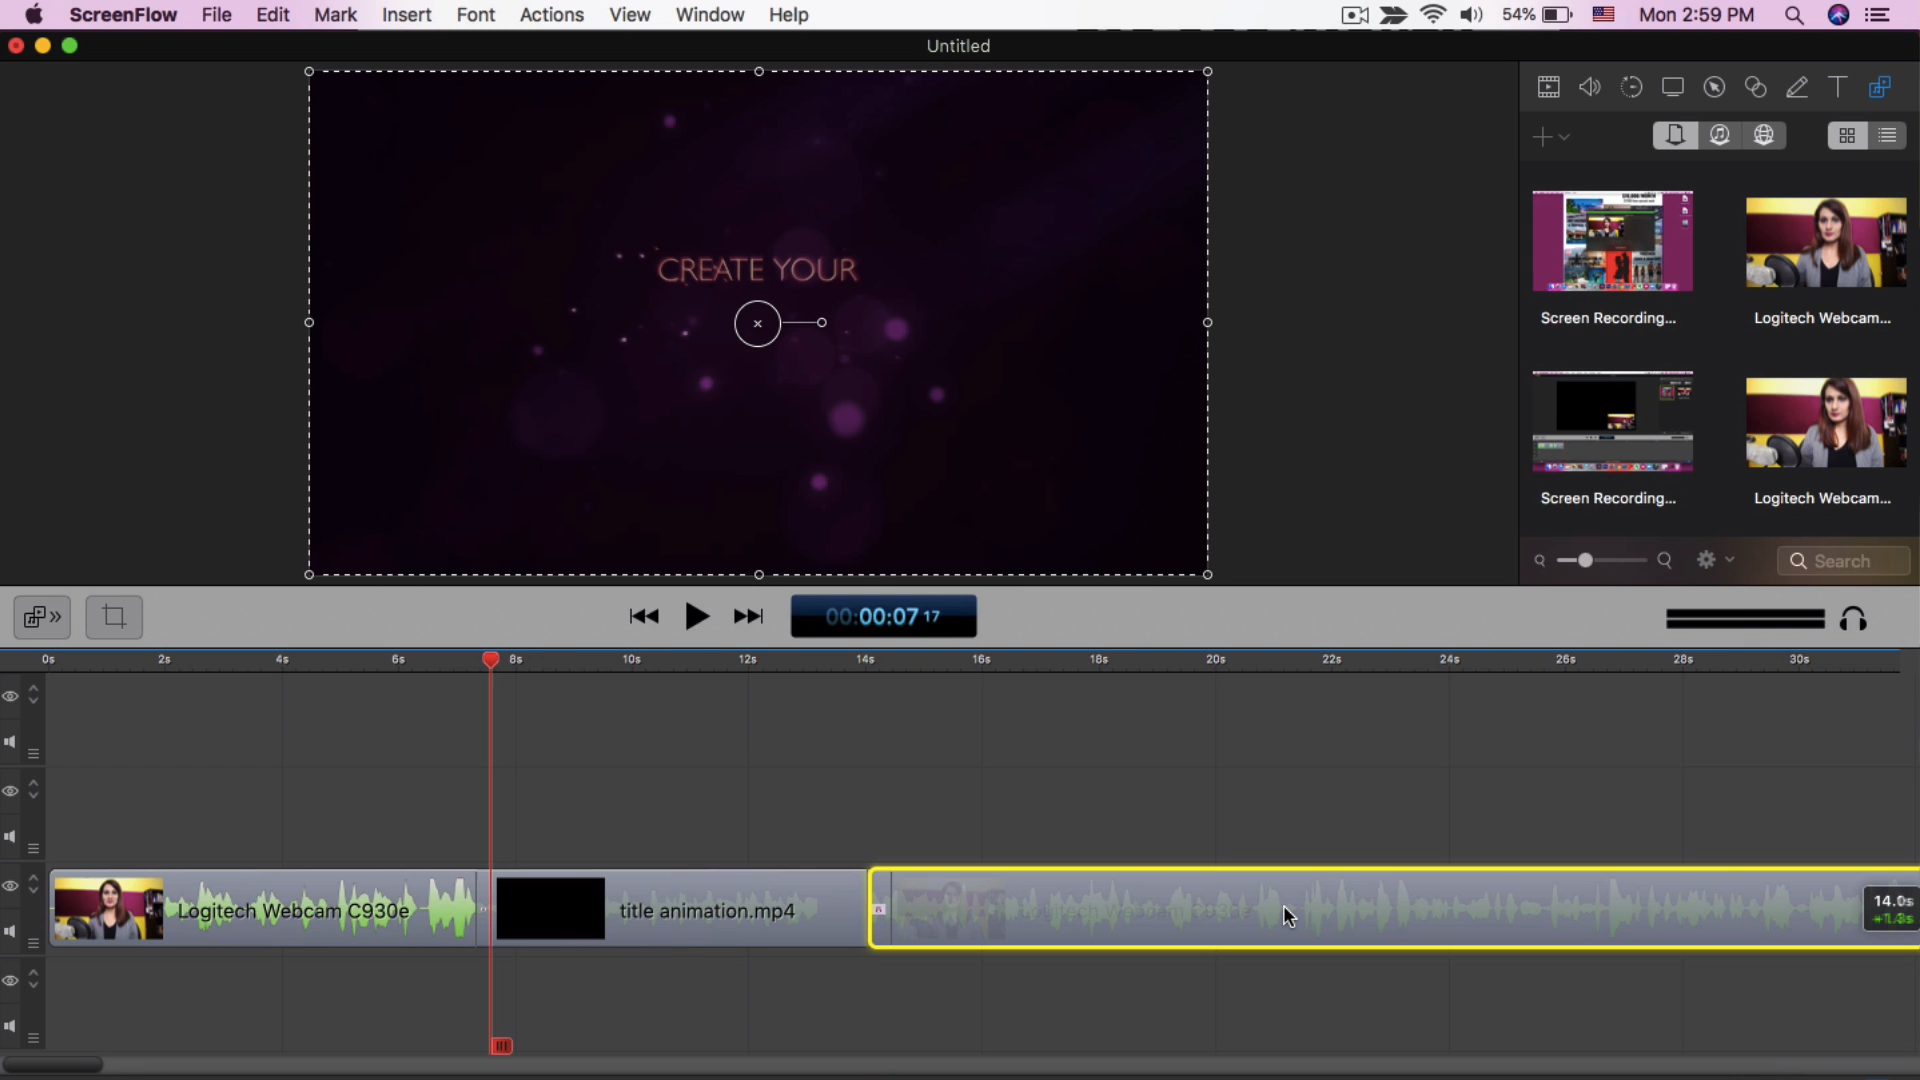 ScreenFlow File Edit Mark Insert Font Actions View Window Help 54% Mon 2:59 PM
Untitled
CREATE YOUR
Screen Recording... Logitech Webcam...
Screen Recording... Logitech Webcam...
Search
00:00:07 17
0s 2s 4s 6s 8s 10s 12s 14s 16s 18s 20s 22s 24s 26s 28s 30s
Logitech Webcam C930e title animation.mp4
14.0s